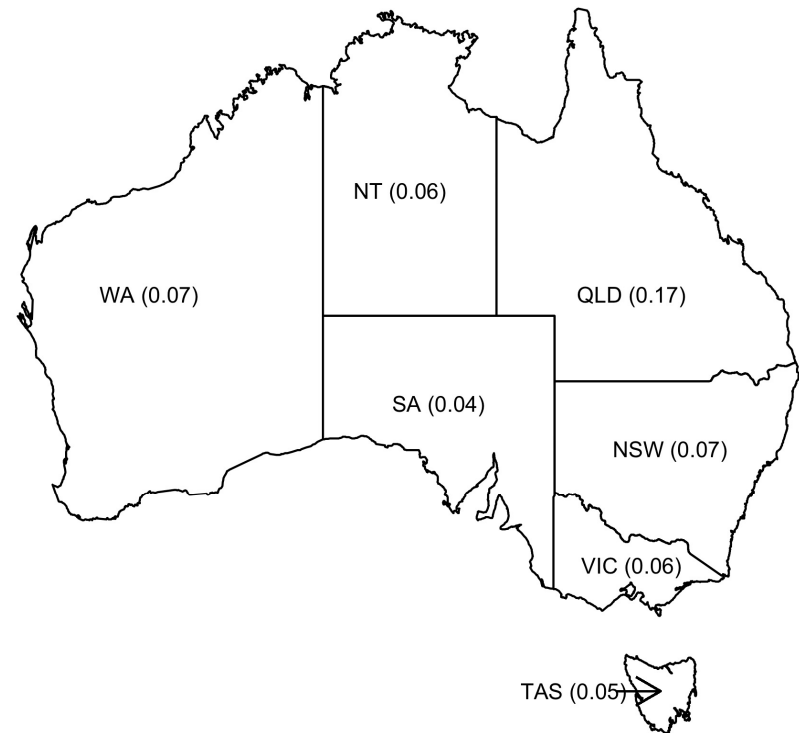 NT (0.06)
WA (0.07)
QLD (0.17)
SA (0.04)
NSW (0.07)
VIC (0.06)
TAS (0.05)